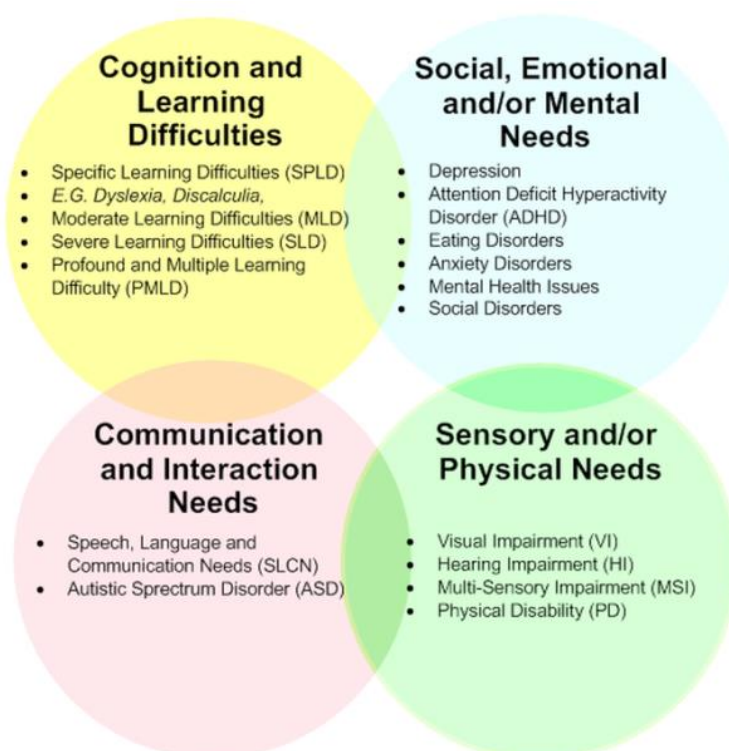 Cognition and
Learning
Difficulties
• Specific Learning Difficulties (SPLD)
• E.G. Dyslexia, Discalculia,
• Moderate Learning Difficulties (MLD)
• Severe Learning Difficulties (SLD)
• Profound and Multiple Learning
Difficulty (PMLD)
Social, Emotional
and/or Mental
Needs
• Depression
• Attention Deficit Hyperactivity
Disorder (ADHD)
• Eating Disorders
• Anxiety Disorders
• Mental Health Issues
• Social Disorders
Communication
and Interaction
Needs
• Speech, Language and
Communication Needs (SLCN)
• Autistic Sprectrum Disorder (ASD)
Sensory and/or
Physical Needs
• Visual Impairment (VI)
• Hearing Impairment (HI)
• Multi-Sensory Impairment (MSI)
• Physical Disability (PD)